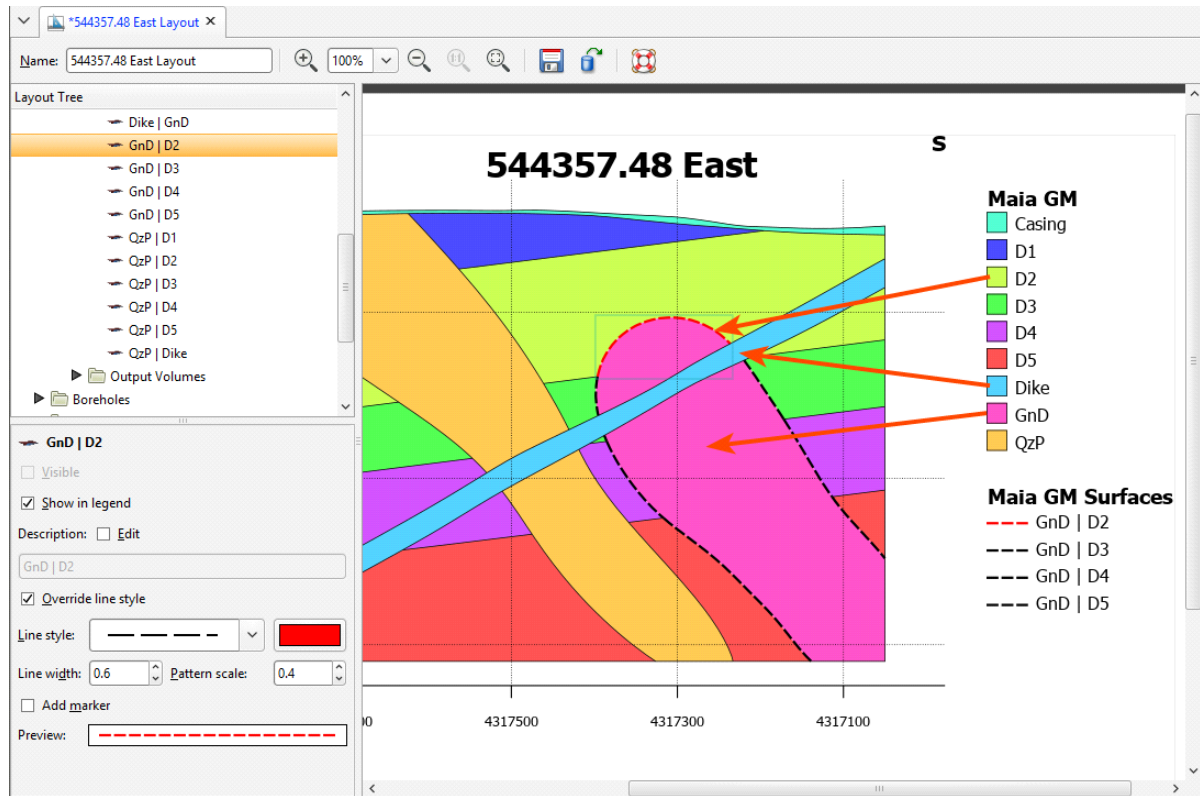 *544357.48 East Layout
Name: 544357.48 East Layout
100%
1:1
Layout Tree
Dike | GnD
GnD | D2
GnD | D3
GnD | D4
GnD | D5
QzP | D1
QzP | D2
QzP | D3
QzP | D4
QzP | D5
QzP | Dike
Output Volumes
Boreholes
GnD | D2
Visible
Show in legend
Description: Edit
GnD | D2
Override line style
Line style:
Line width: 0.6 Pattern scale: 0.4
Add marker
Preview:
S
544357.48 East
Maia GM
Casing
D1
D2
D3
D4
D5
Dike
GnD
QzP
Maia GM Surfaces
GnD | D2
GnD | D3
GnD | D4
GnD | D5
4317500 4317300 4317100